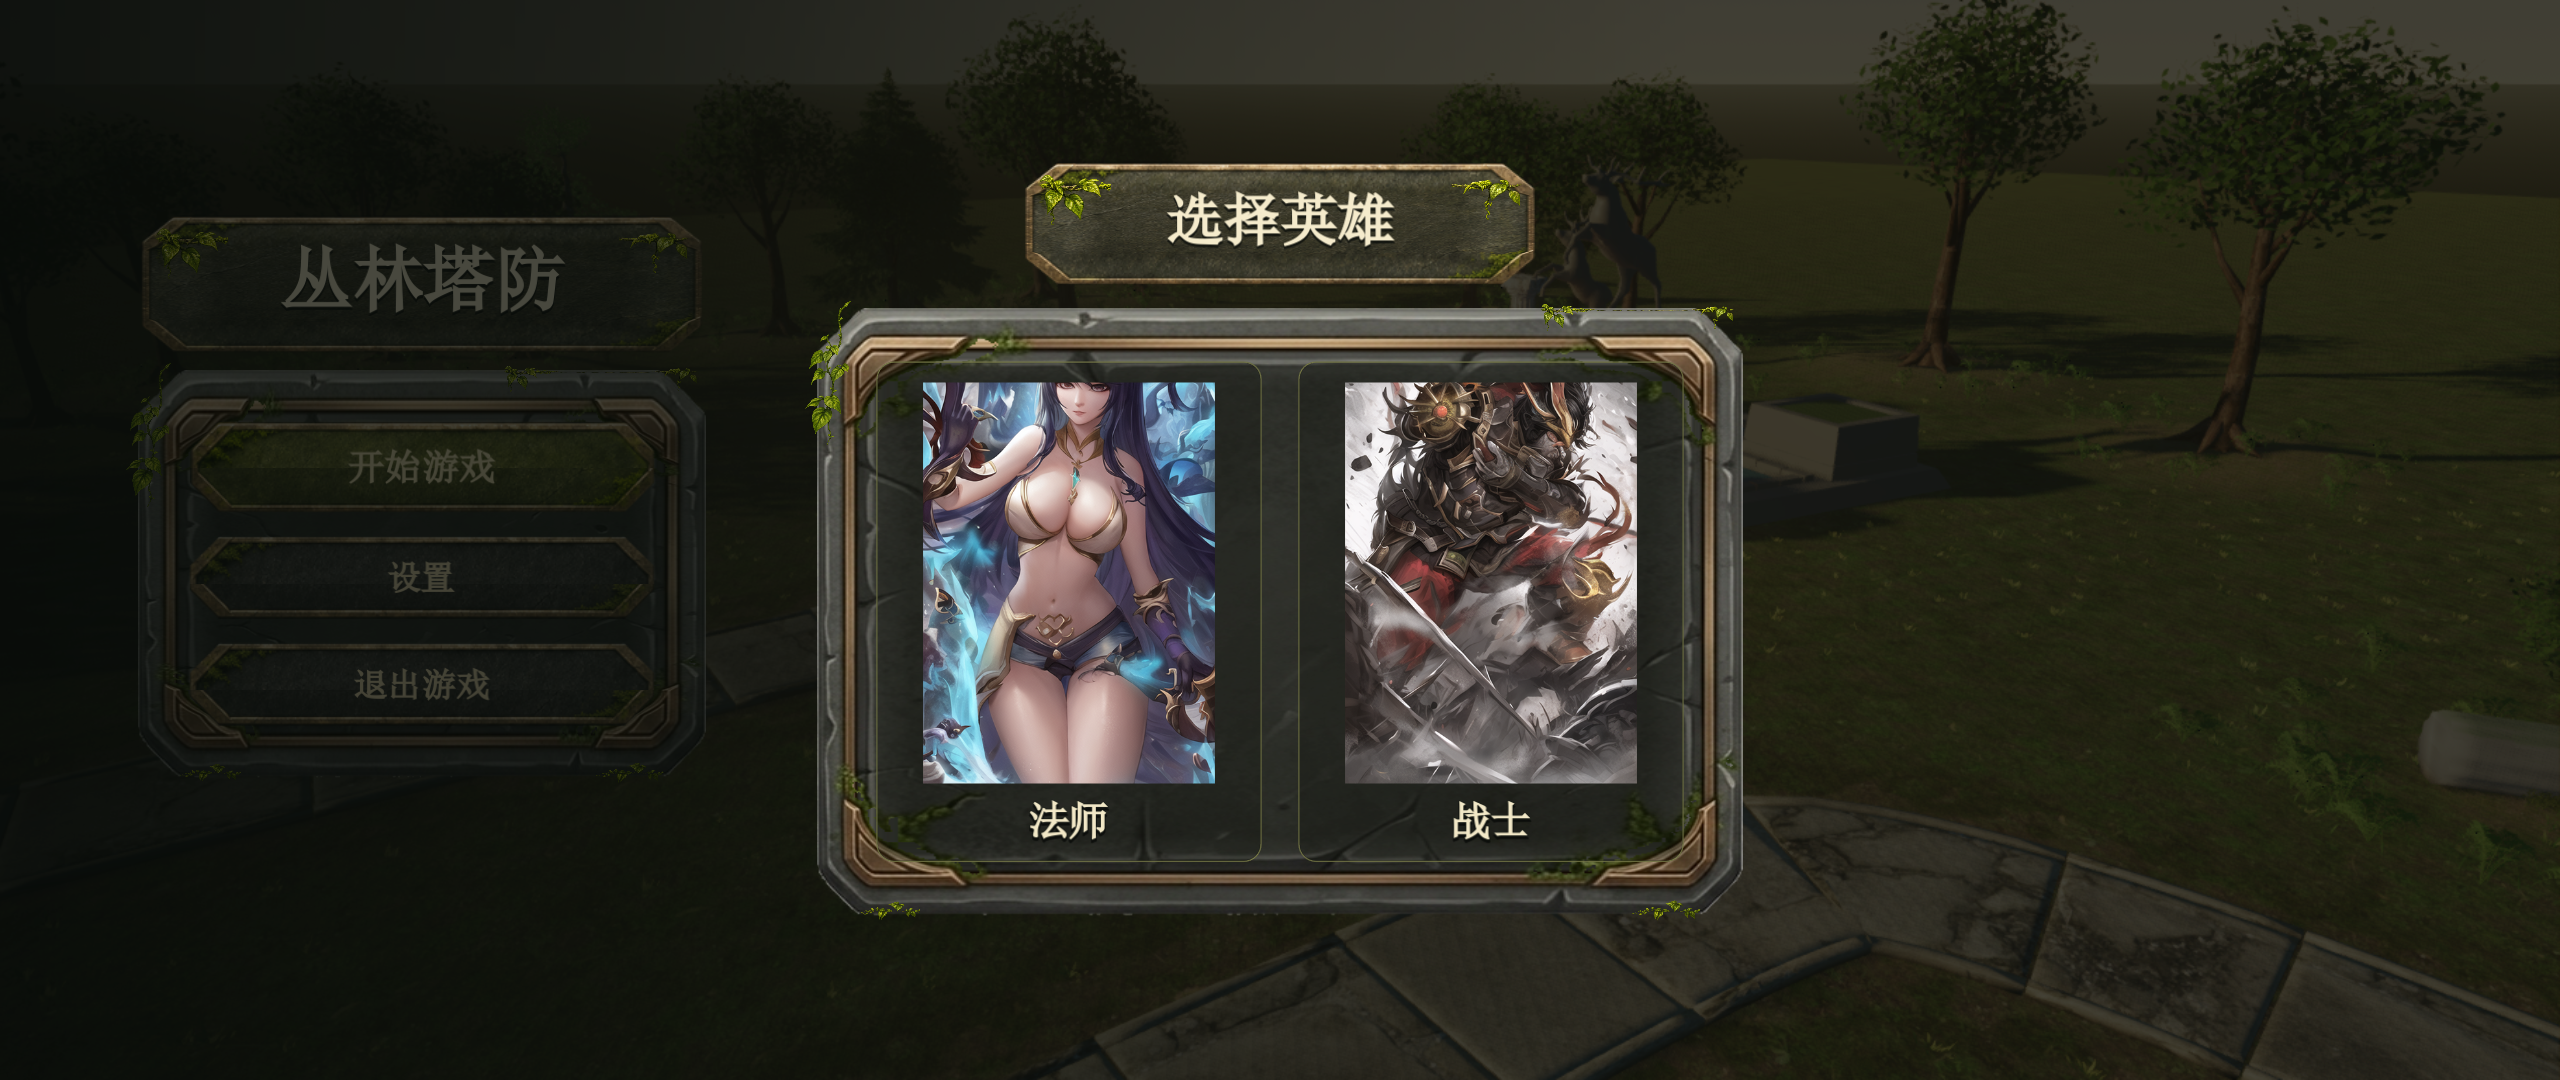 丛林塔防
开始游戏
设置
退出游戏
选择英雄
法师
战士